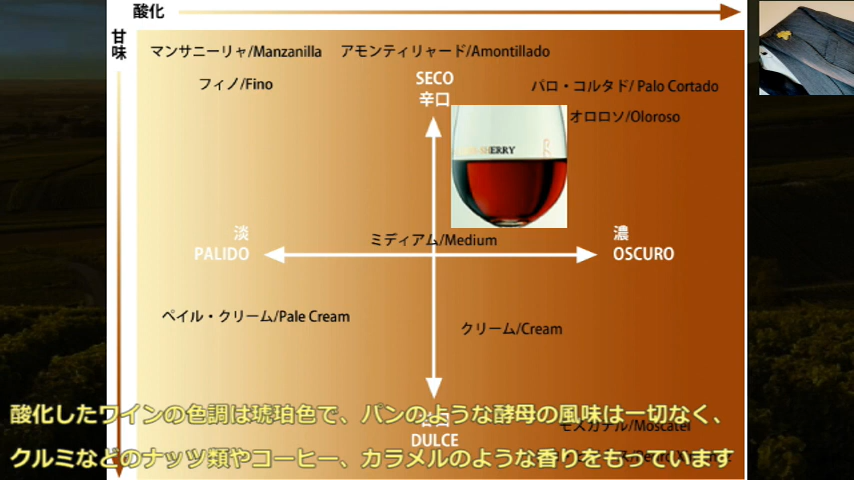 酸化
甘味
マンサニーリャ/Manzanilla
アモンティリャード/Amontillado
フィノ/Fino
SECO
辛口
パロ・コルタド/ Palo Cortado
オロロソ/Oloroso
SHERRY
ミディアム/Medium
淡
PALIDO
濃
OSCURO
ペイル・クリーム/Pale Cream
クリーム/Cream
モスカテル/Moscatel
DULCE
酸化したワインの色調は琥珀色で、パンのような酵母の風味は一切なく、
クルミなどのナッツ類やコーヒー、カラメルのような香りをもっています